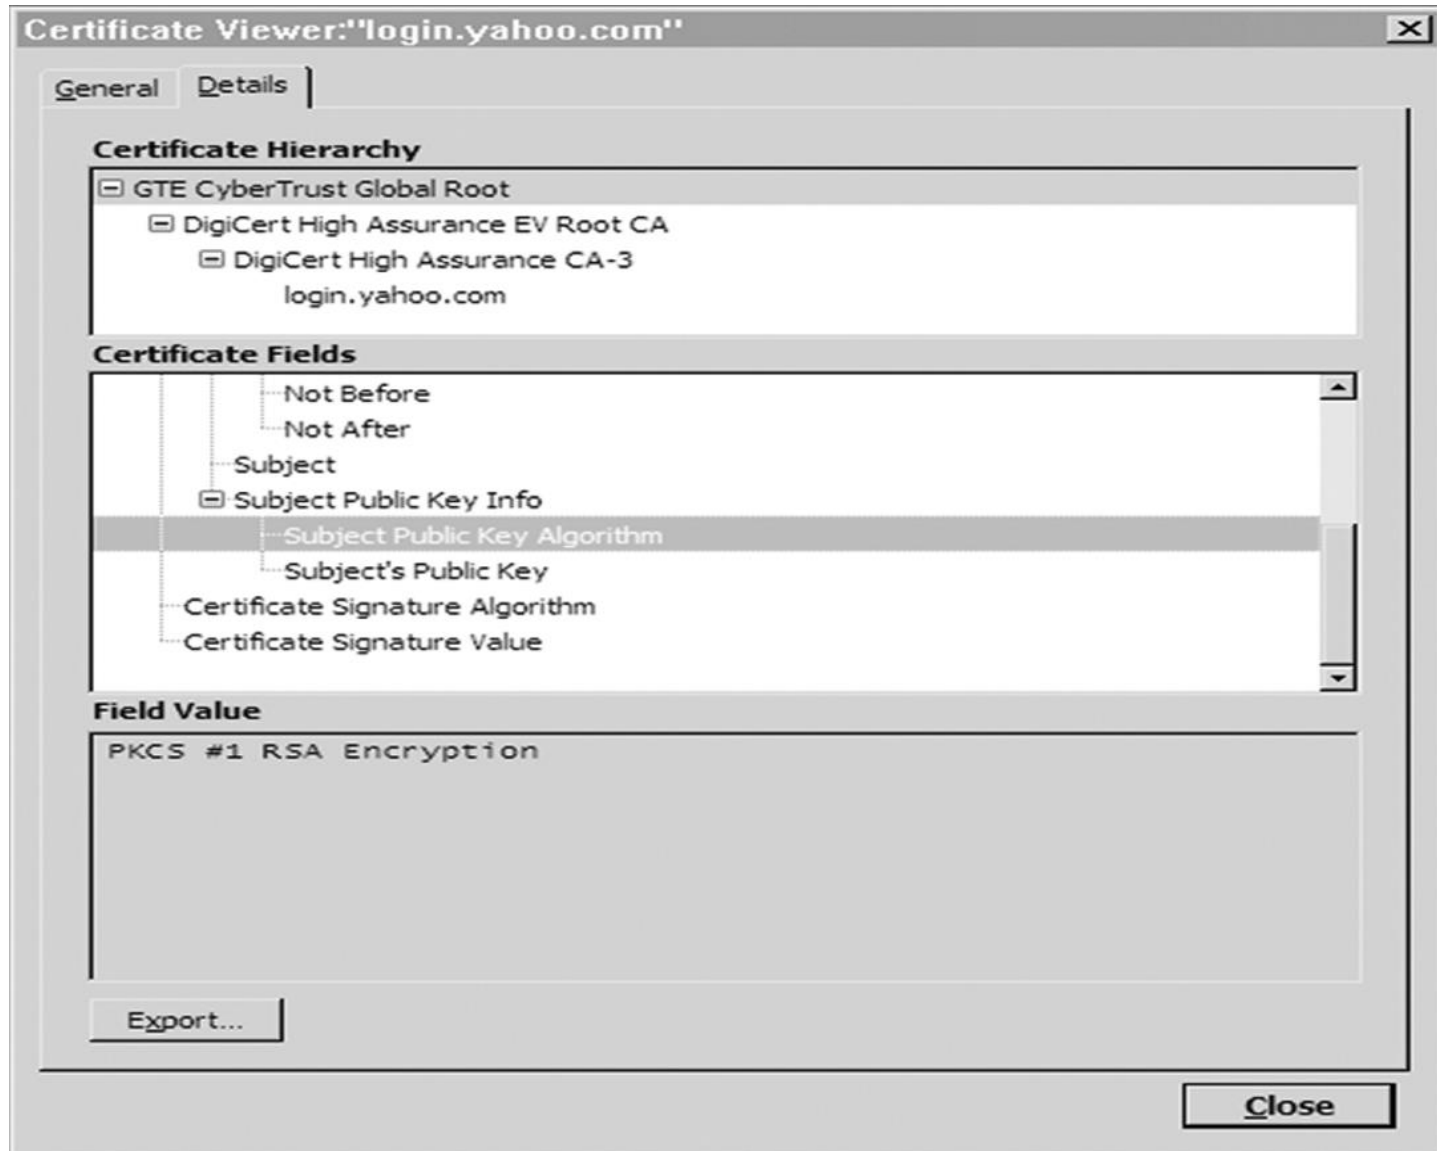 Certificate Viewer:"login.yahoo.com"
General Details
Certificate Hierarchy
GTE CyberTrust Global Root
DigiCert High Assurance EV Root CA
DigiCert High Assurance CA-3
login.yahoo.com
Certificate Fields
Not Before
Not After
Subject
Subject Public Key Info
Subject Public Key Algorithm
Subject's Public Key
Certificate Signature Algorithm
Certificate Signature Value
Field Value
PKCS #1 RSA Encryption
Export...
Close